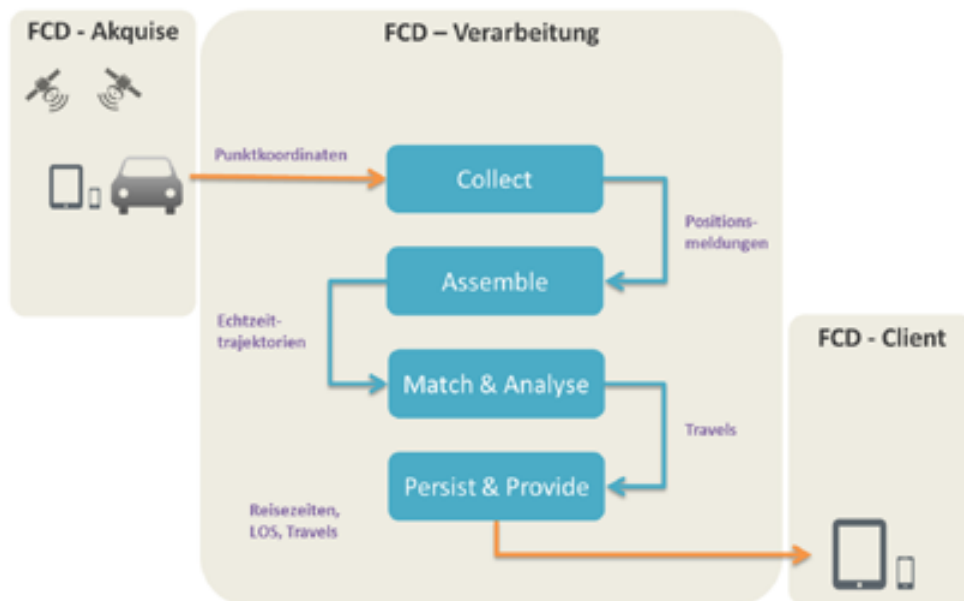 FCD - Akquise
FCD – Verarbeitung
Punktkoordinaten
Collect
Positions-
meldungen
Assemble
Echtzeit-
trajektorien
Match & Analyse
Travels
Persist & Provide
Reisezeiten,
LOS, Travels
FCD - Client